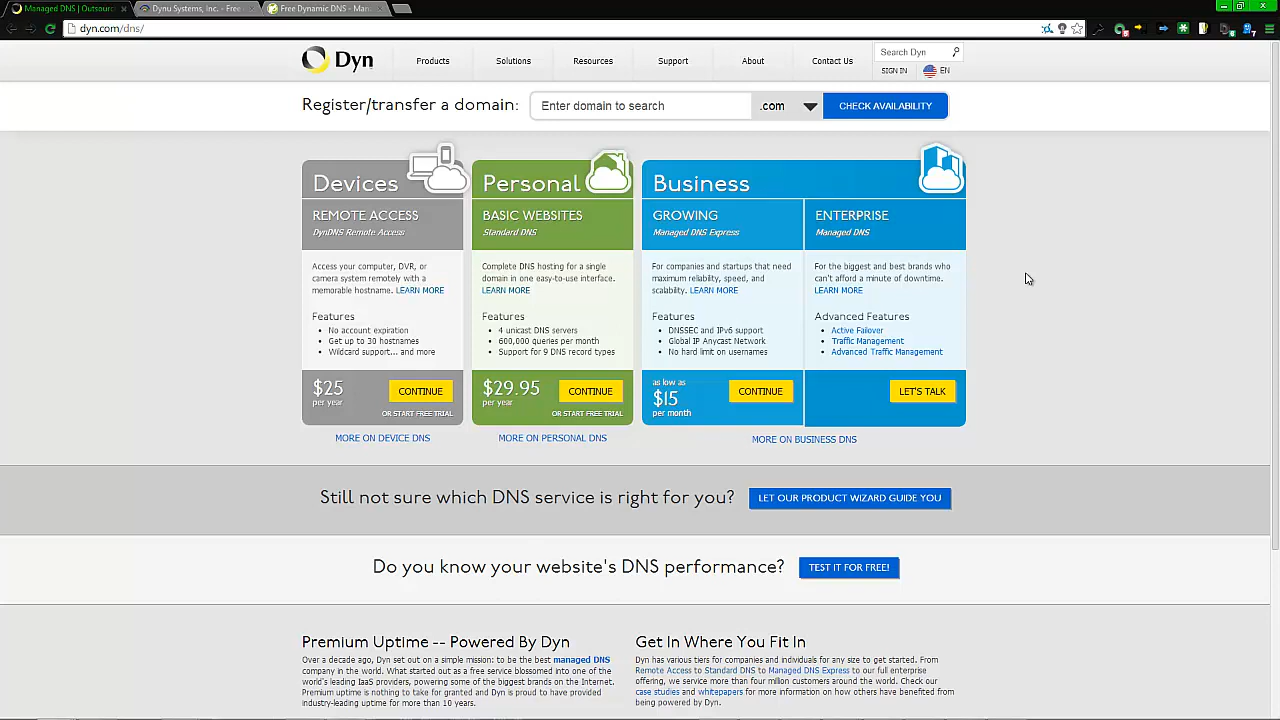 Managed DNS | Outsourc
Dynu Systems, Inc. - Free
Free Dynamic DNS - Man
dyn.com/dns/
Dyn
Products
Solutions
Resources
Support
About
Contact Us
Search Dyn
SIGN IN
EN
Register/transfer a domain:
Enter domain to search
.com
CHECK AVAILABILITY
Devices
REMOTE ACCESS
DynDNS Remote Access
Access your computer, DVR, or
camera system remotely with a
memorable hostname. LEARN MORE
Features
• No account expiration
• Get up to 30 hostnames
• Wildcard support... and more
$25
per year
CONTINUE
OR START FREE TRIAL
MORE ON DEVICE DNS
Personal
BASIC WEBSITES
Standard DNS
Complete DNS hosting for a single
domain in one easy-to-use interface.
LEARN MORE
Features
• 4 unicast DNS servers
• 600,000 queries per month
• Support for 9 DNS record types
$29.95
per year
CONTINUE
OR START FREE TRIAL
MORE ON PERSONAL DNS
Business
GROWING
Managed DNS Express
For companies and startups that need
maximum reliability, speed, and
scalability. LEARN MORE
Features
• DNSSEC and IPv6 support
• Global IP Anycast Network
• No hard limit on usernames
as low as
$15
per month
CONTINUE
ENTERPRISE
Managed DNS
For the biggest and best brands who
can't afford a minute of downtime.
LEARN MORE
Advanced Features
• Active Failover
• Traffic Management
• Advanced Traffic Management
LET'S TALK
MORE ON BUSINESS DNS
Still not sure which DNS service is right for you?
LET OUR PRODUCT WIZARD GUIDE YOU
Do you know your website's DNS performance?
TEST IT FOR FREE!
Premium Uptime -- Powered By Dyn
Over a decade ago, Dyn set out on a simple mission: to be the best managed DNS
company in the world. What started out as a free service blossomed into one of the
world's leading IaaS providers, powering some of the biggest brands on the Internet.
Premium uptime is nothing to take for granted and Dyn is proud to have provided
industry-leading uptime for more than 10 years.
Get In Where You Fit In
Dyn has various tiers for companies and individuals for any size to get started. From
Remote Access to Standard DNS to Managed DNS Express to our full enterprise
offering, we service more than four million customers around the world. Check our
case studies and whitepapers for more information on how others have benefited from
being powered by Dyn.